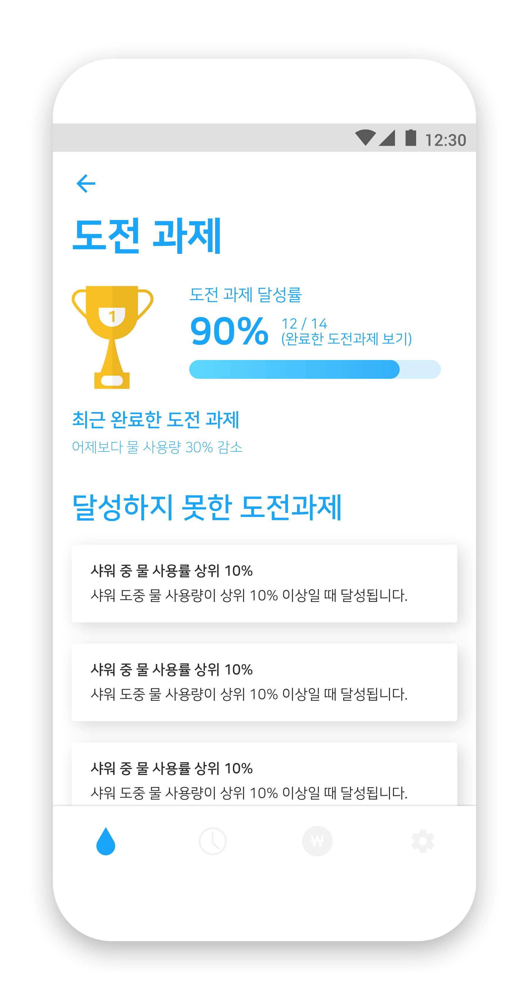 12:30
도전 과제
1
도전 과제 달성률
90%
12 / 14
(완료한 도전과제 보기)
최근 완료한 도전 과제
어제보다 물 사용량 30% 감소
달성하지 못한 도전과제
샤워 중 물 사용률 상위 10%
샤워 도중 물 사용량이 상위 10% 이상일 때 달성됩니다.
샤워 중 물 사용률 상위 10%
샤워 도중 물 사용량이 상위 10% 이상일 때 달성됩니다.
샤워 중 물 사용률 상위 10%
샤워 도중 물 사용량이 상위 10% 이상일 때 달성됩니다.
₩